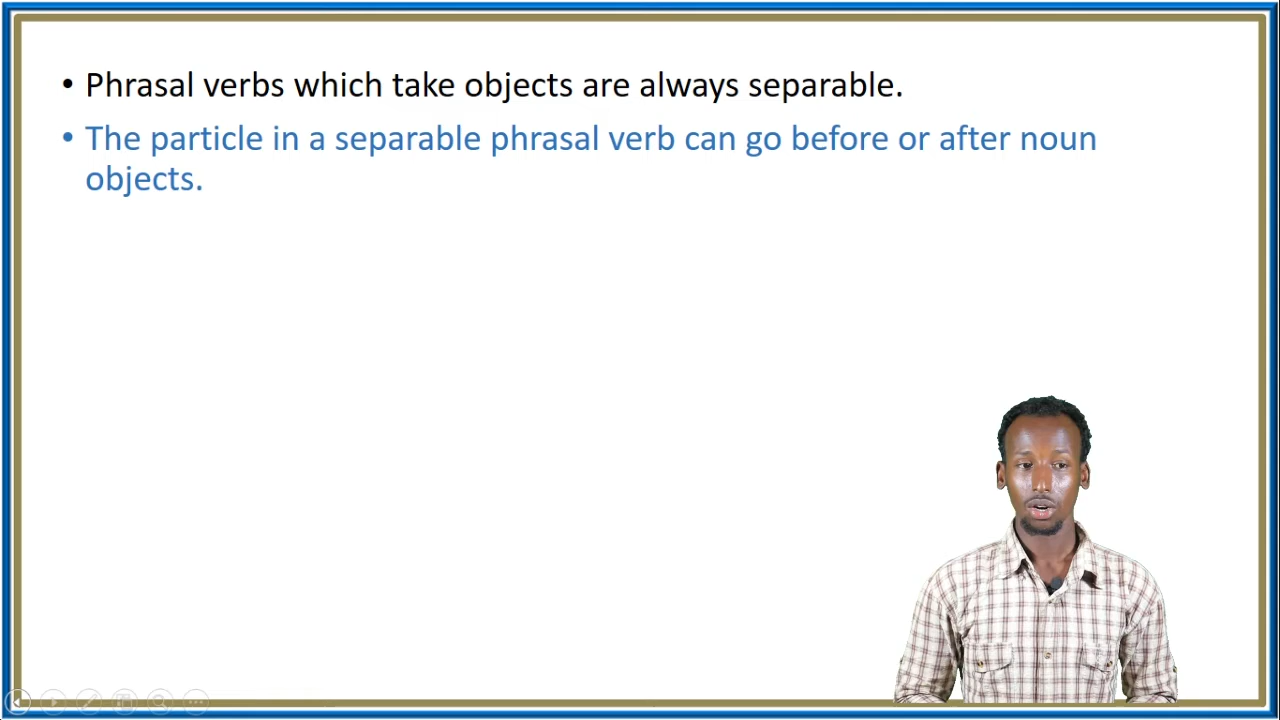 • Phrasal verbs which take objects are always separable.
• The particle in a separable phrasal verb can go before or after noun
objects.